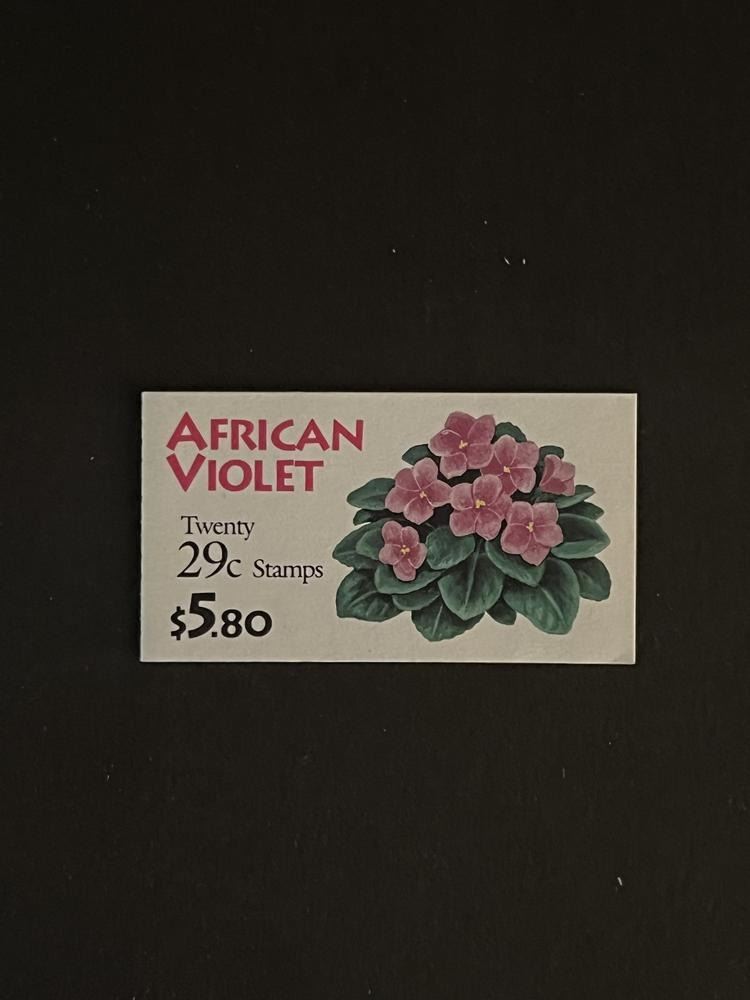 AFRICAN
VIOLET
Twenty
29c Stamps
$5.80